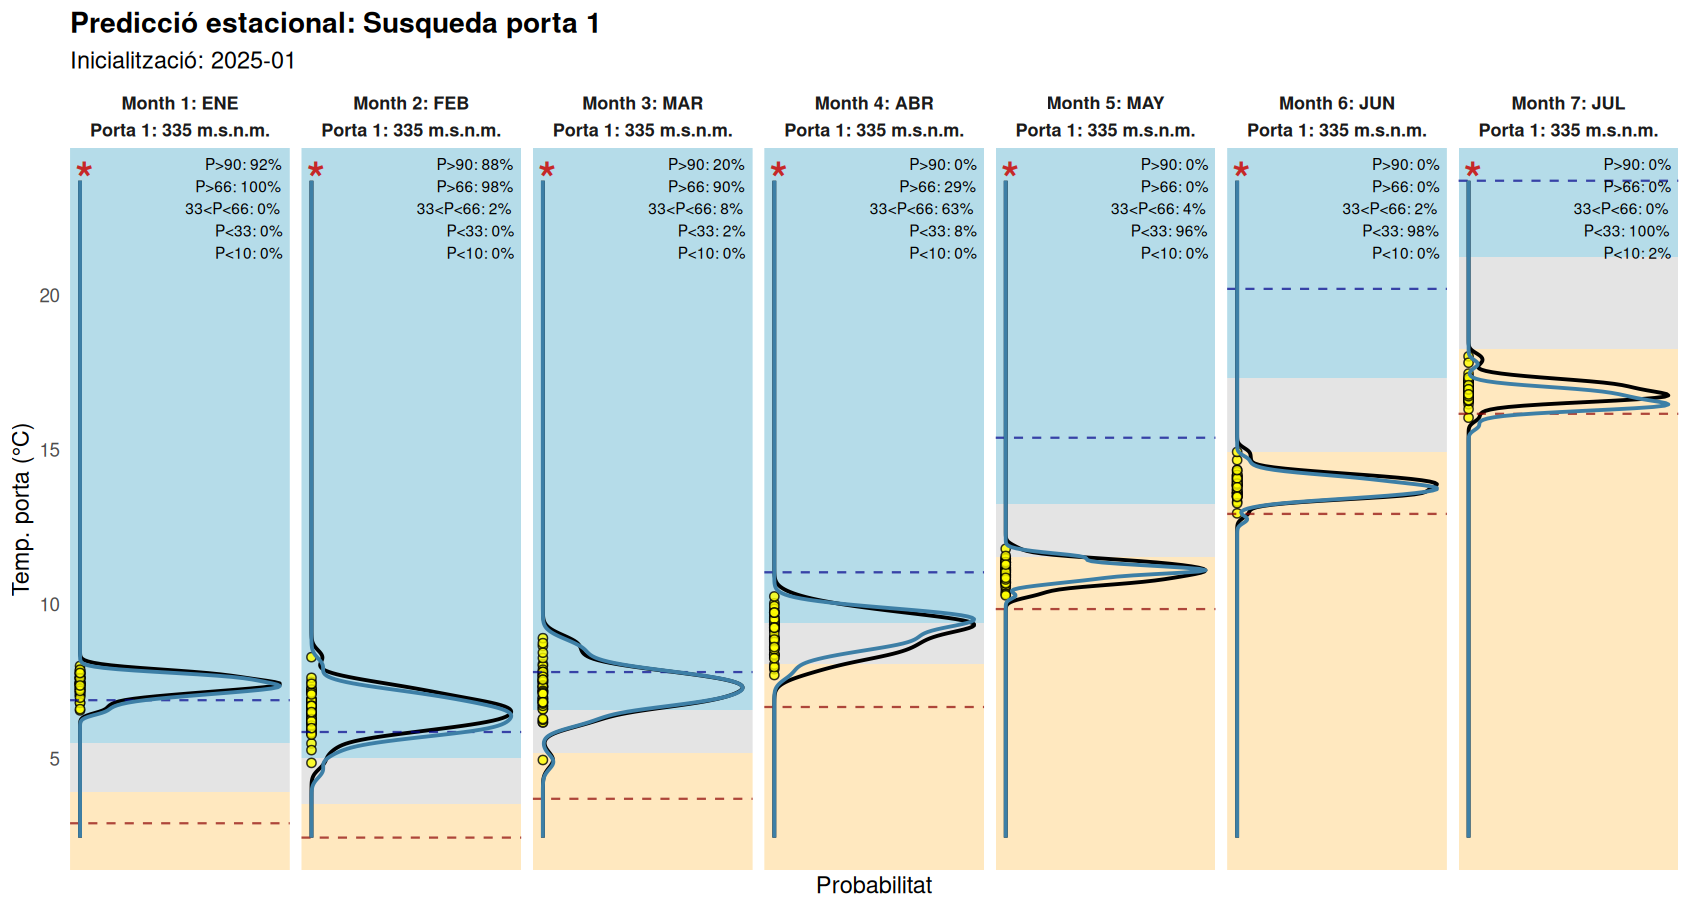 Predicció estacional: Susqueda porta 1
Inicialització: 2025-01
Month 1: ENE
Porta 1: 335 m.s.n.m.
Month 2: FEB
Porta 1: 335 m.s.n.m.
Month 3: MAR
Porta 1: 335 m.s.n.m.
Month 4: ABR
Porta 1: 335 m.s.n.m.
Month 5: MAY
Porta 1: 335 m.s.n.m.
Month 6: JUN
Porta 1: 335 m.s.n.m.
Month 7: JUL
Porta 1: 335 m.s.n.m.
*
P>90: 92%
P>66: 100%
33<P<66: 0%
P<33: 0%
P<10: 0%
*
P>90: 88%
P>66: 98%
33<P<66: 2%
P<33: 0%
P<10: 0%
*
P>90: 20%
P>66: 90%
33<P<66: 8%
P<33: 2%
P<10: 0%
*
P>90: 0%
P>66: 29%
33<P<66: 63%
P<33: 8%
P<10: 0%
*
P>90: 0%
P>66: 0%
33<P<66: 4%
P<33: 96%
P<10: 0%
*
P>90: 0%
P>66: 0%
33<P<66: 2%
P<33: 98%
P<10: 0%
*
P>90: 0%
P>66: 0%
33<P<66: 0%
P<33: 100%
P<10: 2%
20
15
10
5
Temp. porta (°C)
Probabilitat